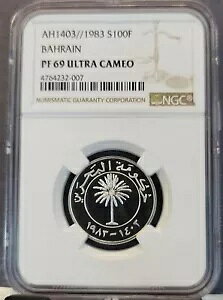 AH1403//1983 S100F
BAHRAIN
PF 69 ULTRA CAMEO
4764232-007
NUMISMATIC GUARANTY CORPORATION
NGC
حكومة البحرين
١٩٨٣-١٤٠٣